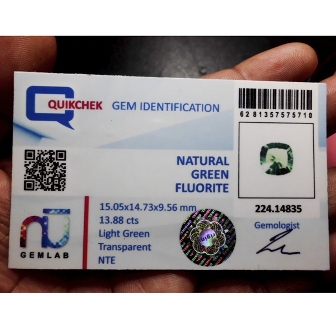 QUIKCHEK GEM IDENTIFICATION
6281357575710
NATURAL
GREEN
FLUORITE
15.05x14.73x9.56 mm
13.88 cts
Light Green
Transparent
NTE
224.14835
Gemologist
GEMLAB